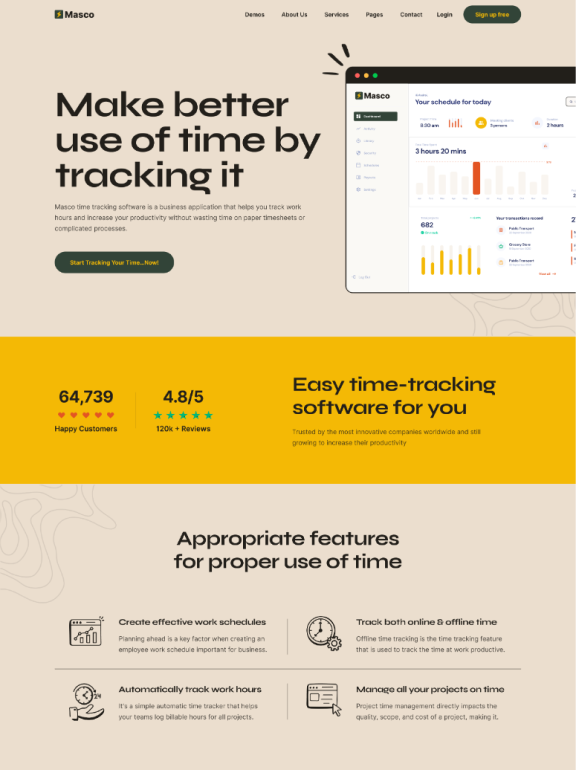 Masco
Demos About Us Services Pages Contact Login Sign up free
Make better
use of time by
tracking it
Masco time tracking software is a business application that helps you track work
hours and increase your productivity without wasting time on paper timesheets or
complicated processes.
Start Tracking Your Time...Now!
Masco
Your schedule for today
Dashboard
3 hours
3 hours 20 mins
682
Your transactions record
64,739
Happy Customers
4.8/5
120k + Reviews
Easy time-tracking
software for you
Trusted by the most innovative companies worldwide and still
growing to increase their productivity
Appropriate features
for proper use of time
Create effective work schedules
Planning ahead is a key factor when creating an
employee work schedule important for business.
Track both online & offline time
Offline time tracking is the time tracking feature
that is used to track the time at work productive.
24
Automatically track work hours
It's a simple automatic time tracker that helps
your teams log billable hours for all projects.
Manage all your projects on time
Project time management directly impacts the
quality, scope, and cost of a project, making it.